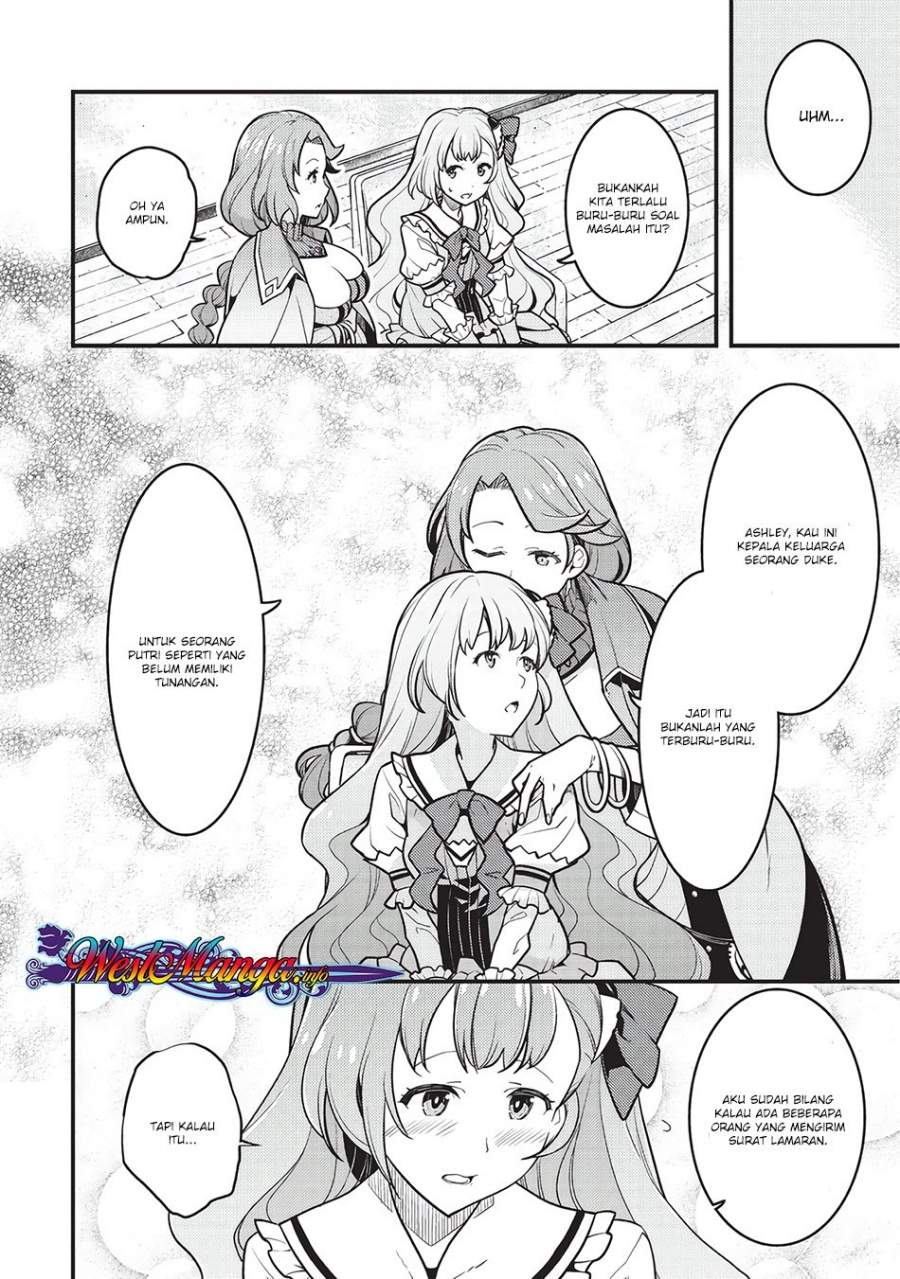 UHM...
BUKANKAH
KITA TERLALU
BURU-BURU SOAL
MASALAH ITU?
OH YA
AMPUN.
ASHLEY, KAU INI
KEPALA KELUARGA
SEORANG DUKE.
JADI ITU
BUKANLAH YANG
TERBURU-BURU.
UNTUK SEORANG
PUTRI SEPERTI YANG
BELUM MEMILIKI
TUNANGAN.
WestManga.info
AKU SUDAH BILANG
KALAU ADA BEBERAPA
ORANG YANG MENGIRIM
SURAT LAMARAN.
TAPI KALAU
ITU...